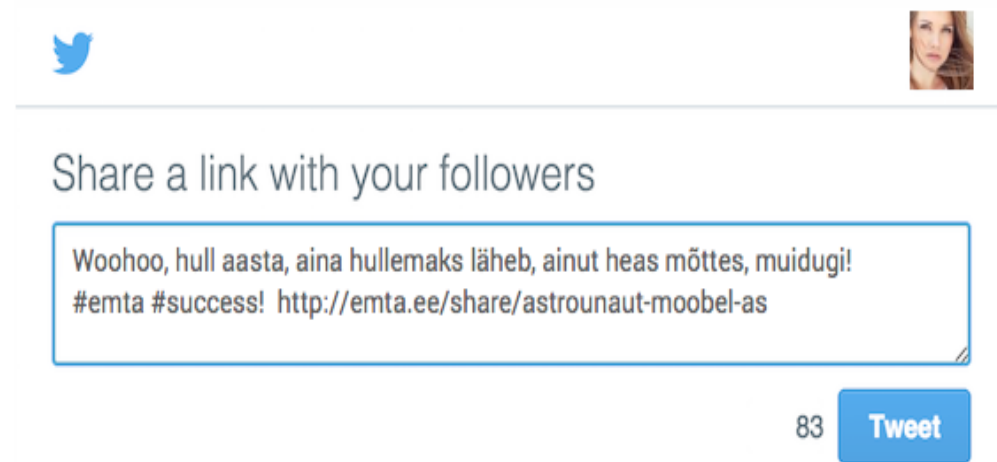 Share a link with your followers
Woohoo, hull aasta, aina hullemaks läheb, ainut heas mõttes, muidugi!
#emta #success! http://emta.ee/share/astrounaut-moobel-as
83 Tweet